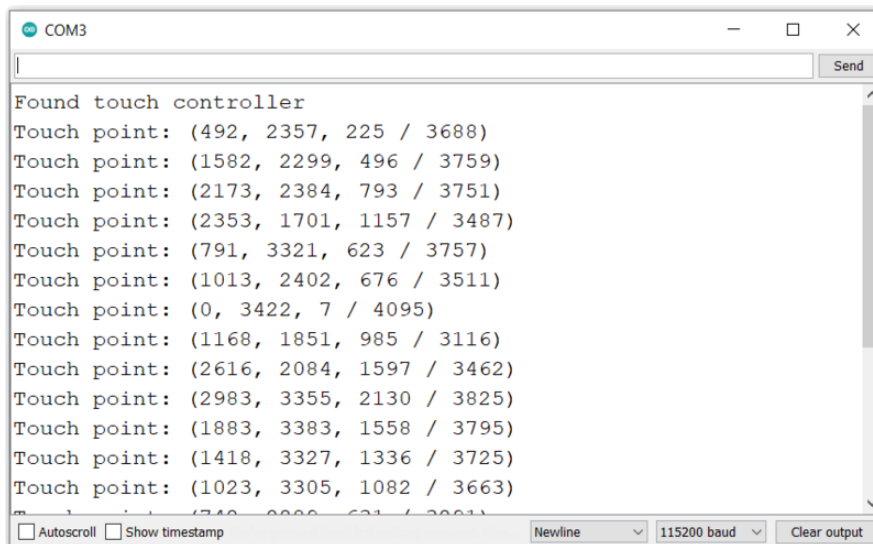 COM3
Send
Found touch controller
Touch point: (492, 2357, 225 / 3688)
Touch point: (1582, 2299, 496 / 3759)
Touch point: (2173, 2384, 793 / 3751)
Touch point: (2353, 1701, 1157 / 3487)
Touch point: (791, 3321, 623 / 3757)
Touch point: (1013, 2402, 676 / 3511)
Touch point: (0, 3422, 7 / 4095)
Touch point: (1168, 1851, 985 / 3116)
Touch point: (2616, 2084, 1597 / 3462)
Touch point: (2983, 3355, 2130 / 3825)
Touch point: (1883, 3383, 1558 / 3795)
Touch point: (1418, 3327, 1336 / 3725)
Touch point: (1023, 3305, 1082 / 3663)
Autoscroll Show timestamp Newline 115200 baud Clear output